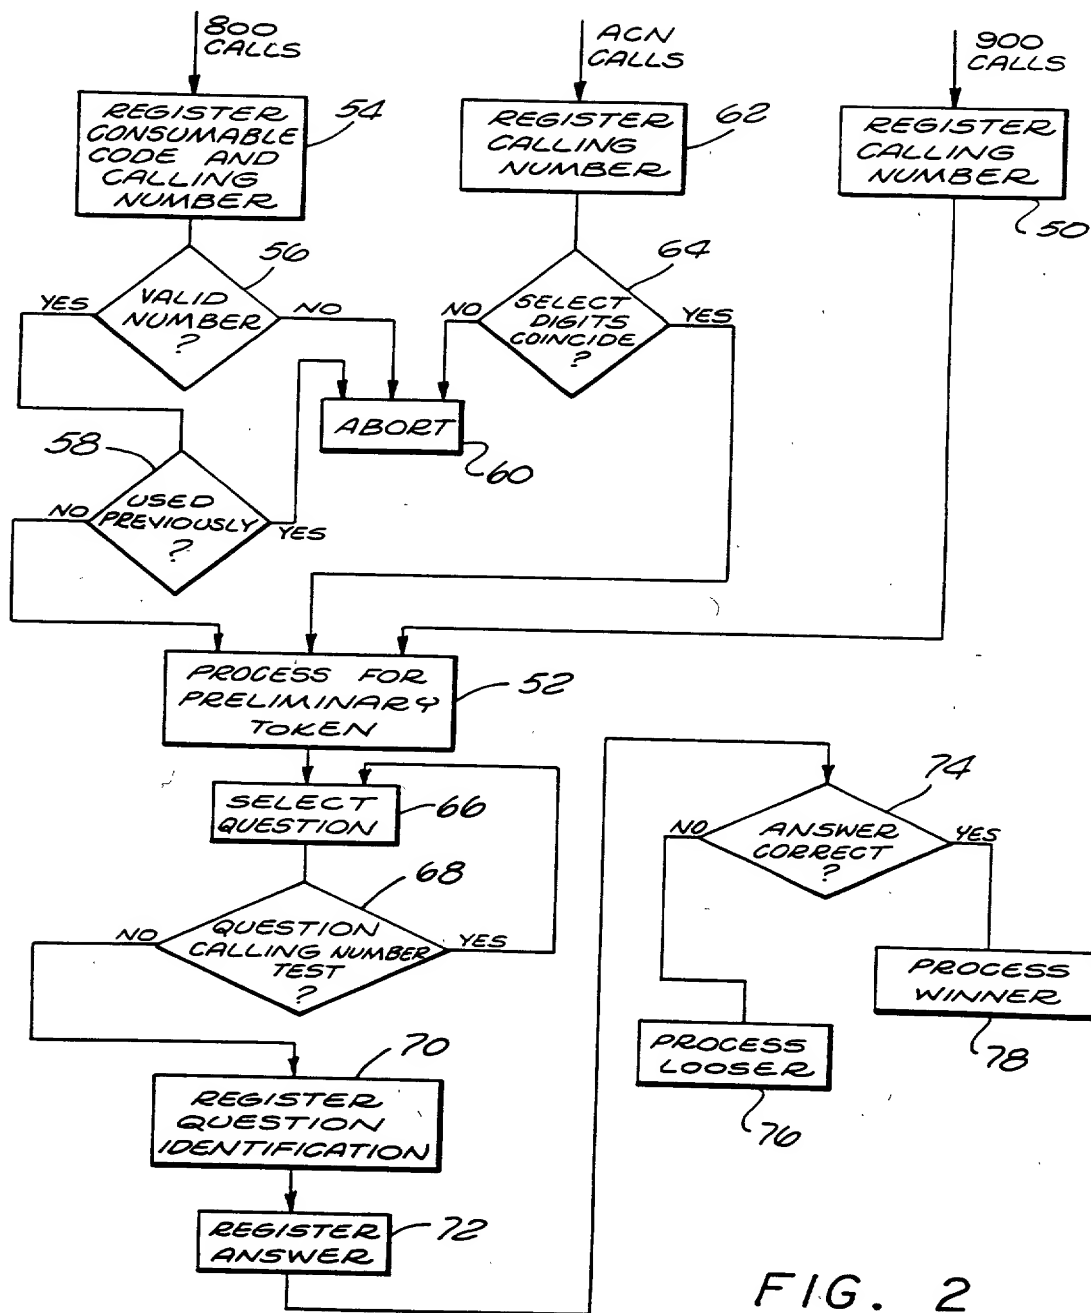 800
CALLS
ACN
CALLS
900
CALLS
REGISTER
CONSUMABLE
CODE AND
CALLING
NUMBER
54
REGISTER
CALLING
NUMBER
62
REGISTER
CALLING
NUMBER
50
56
VALID
NUMBER
?
YES
NO
64
SELECT
DIGITS
COINCIDE
?
NO
YES
ABORT
60
58
USED
PREVIOUSLY
?
NO
YES
PROCESS FOR
PRELIMINARY
TOKEN
52
SELECT
QUESTION
66
68
QUESTION
CALLING NUMBER
TEST
?
NO
YES
70
REGISTER
QUESTION
IDENTIFICATION
REGISTER
ANSWER
72
74
ANSWER
CORRECT
?
NO
YES
PROCESS
LOOSER
76
PROCESS
WINNER
78
FIG. 2